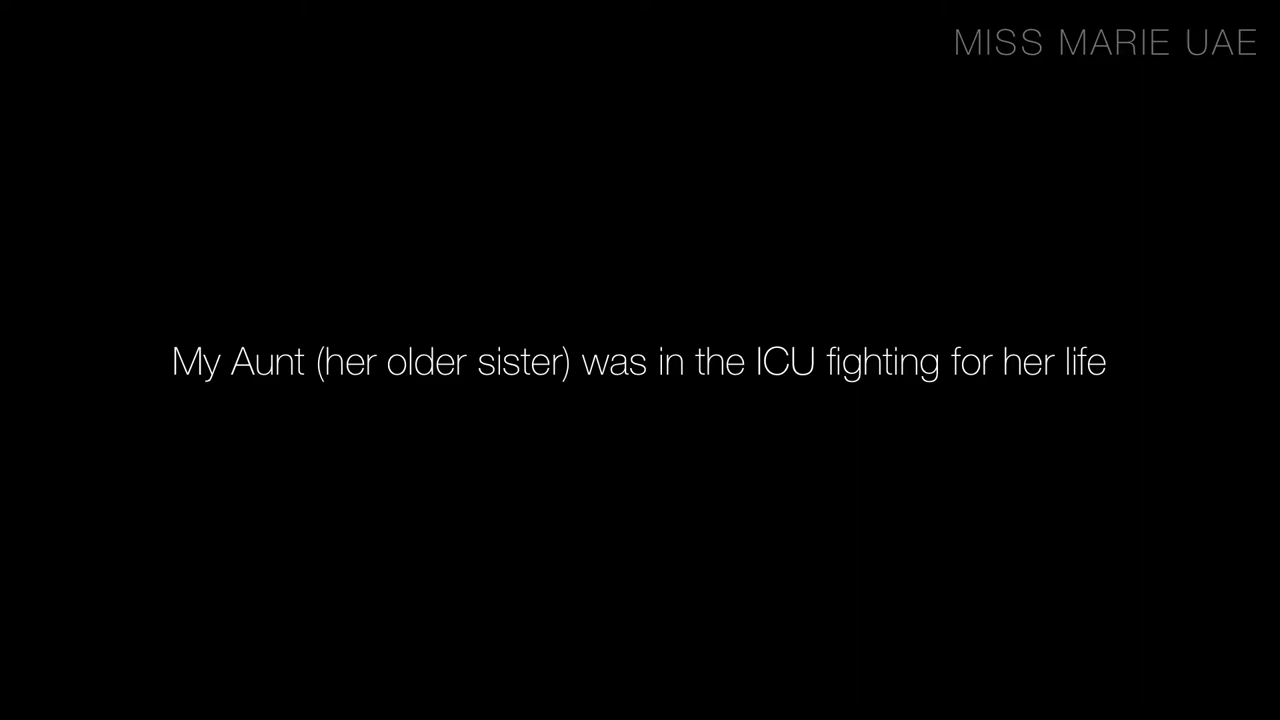 MISS MARIE UAE
My Aunt (her older sister) was in the ICU fighting for her life